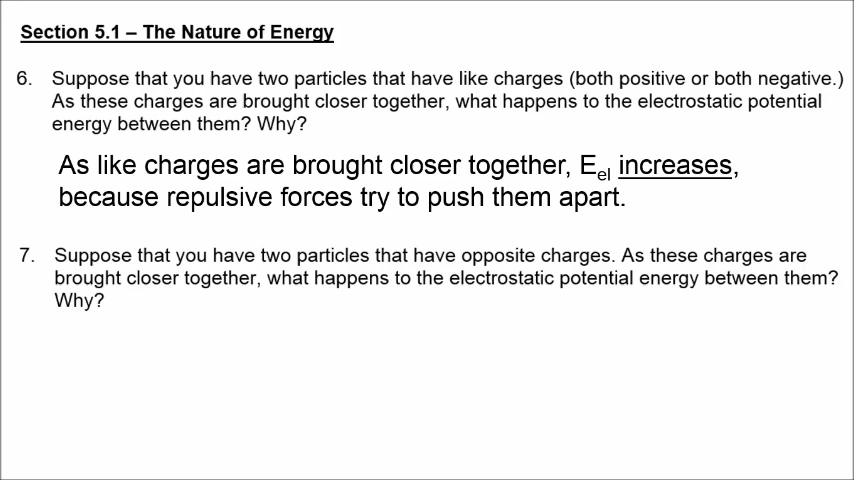 Section 5.1 – The Nature of Energy
6. Suppose that you have two particles that have like charges (both positive or both negative.)
As these charges are brought closer together, what happens to the electrostatic potential
energy between them? Why?
As like charges are brought closer together, Eel increases,
because repulsive forces try to push them apart.
7. Suppose that you have two particles that have opposite charges. As these charges are
brought closer together, what happens to the electrostatic potential energy between them?
Why?